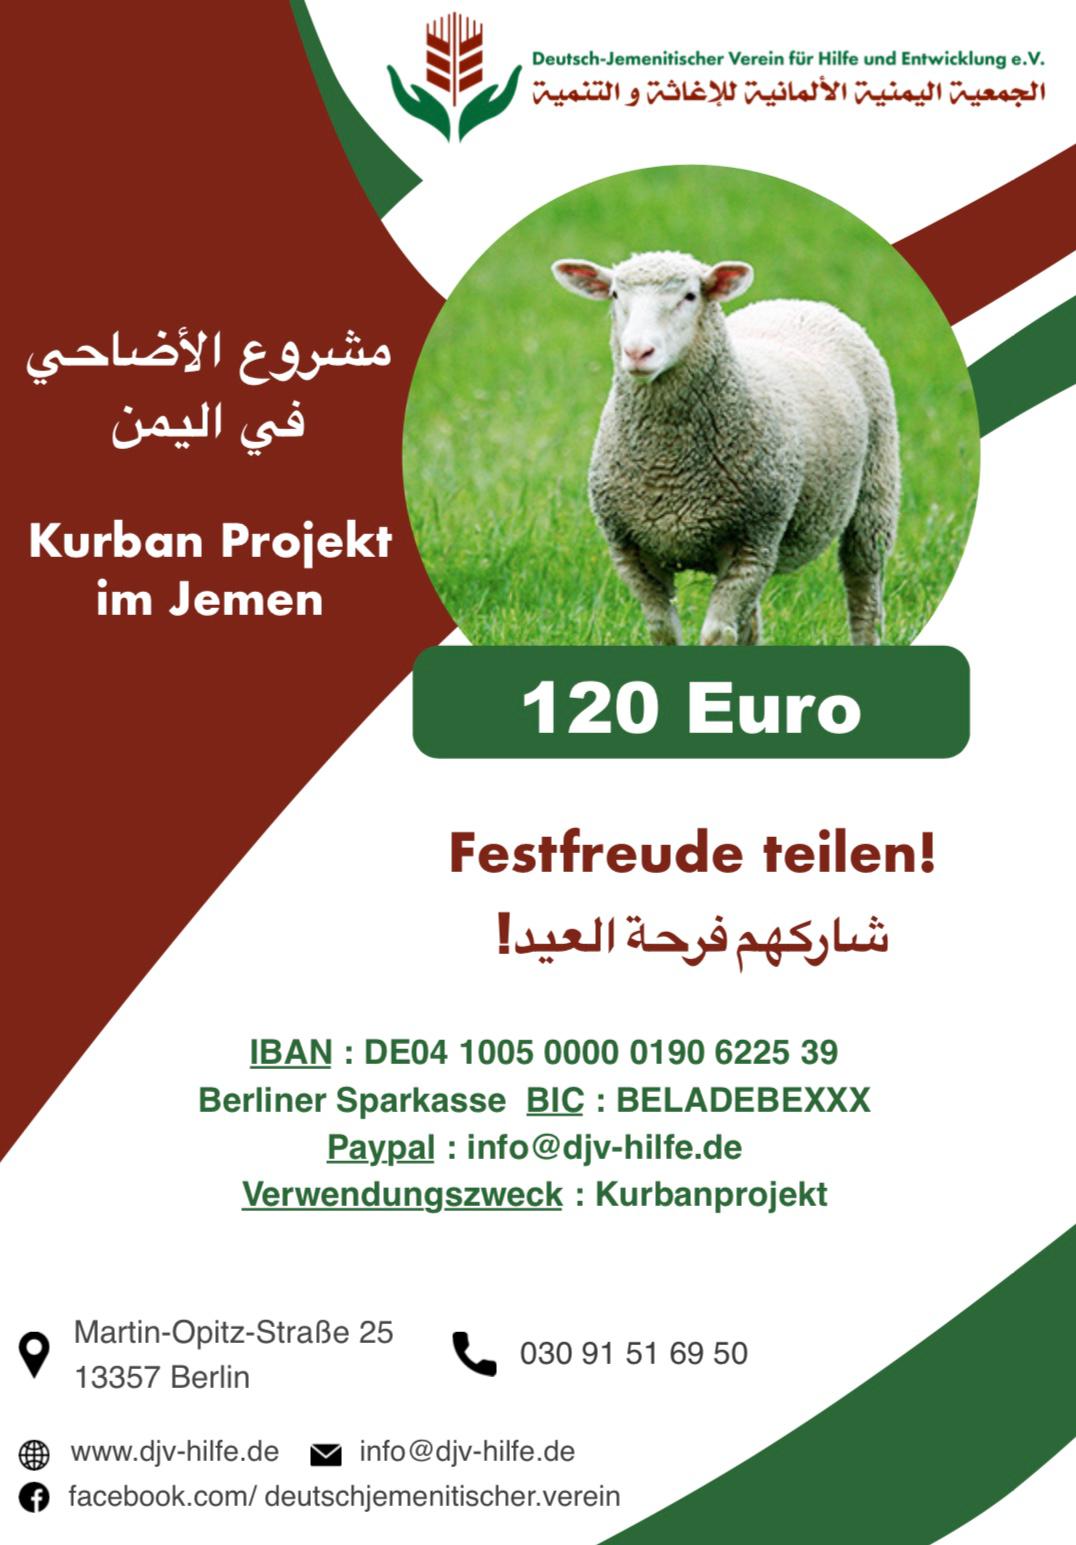 Deutsch-Jemenitischer Verein für Hilfe und Entwicklung e.V.
الجمعية اليمنية الألمانية للإغاثة و التنمية
مشروع الأضاحي
في اليمن
Kurban Projekt
im Jemen
120 Euro
Festfreude teilen!
شاركهم فرحة العيد!
IBAN : DE04 1005 0000 0190 6225 39
Berliner Sparkasse BIC : BELADEBEXXX
Paypal : info@djv-hilfe.de
Verwendungszweck : Kurbanprojekt
Martin-Opitz-Straße 25
13357 Berlin
030 91 51 69 50
www.djv-hilfe.de
info@djv-hilfe.de
facebook.com/ deutschjemenitischer.verein